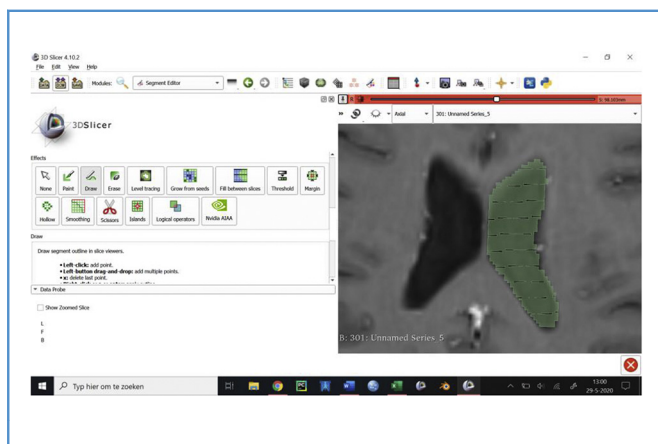 3D Slicer 4.10.2
File Edit View Help
Modules: Segment Editor
B S: 98.103mm
Axial 301: Unnamed Series_5
3DSlicer
Effects
None Paint Draw Erase Level tracing Grow from seeds Fill between slices Threshold Margin
Hollow Smoothing Scissors Islands Logical operators Nvidia AIAA
Draw
Draw segment outline in slice viewers.
• Left-click: add point.
• Left-button drag-and-drop: add multiple points.
• x: delete last point.
Data Probe
Show Zoomed Slice
L
F
B
B: 301: Unnamed Series_5
Typ hier om te zoeken
13:00
29-5-2020